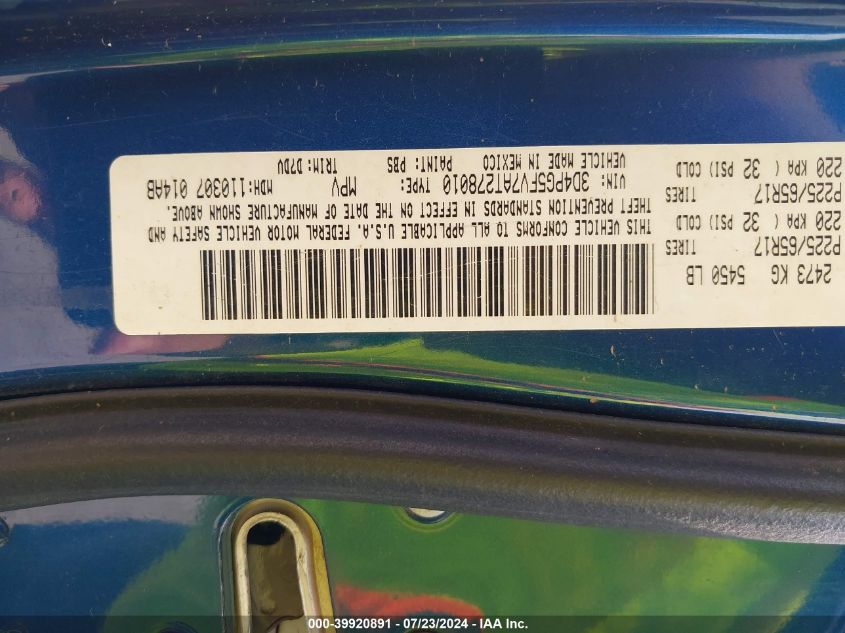 2473 KG 5450 LB
TIRES
P225/65R17
220 KPA ( 32 PSI) COLD
TIRES
P225/65R17
220 KPA ( 32 PSI) COLD
THIS VEHICLE CONFORMS TO ALL APPLICABLE U.S.A. FEDERAL MOTOR VEHICLE SAFETY AND
THEFT PREVENTION STANDARDS IN EFFECT ON THE DATE OF MANUFACTURE SHOWN ABOVE.
VIN: 3D4PG5FV7AT278010 TYPE: MPV MDH:110307 014AB
VEHICLE MADE IN MEXICO PAINT: PBS TRIM: D7DV
000-39920891 - 07/23/2024 - IAA Inc.